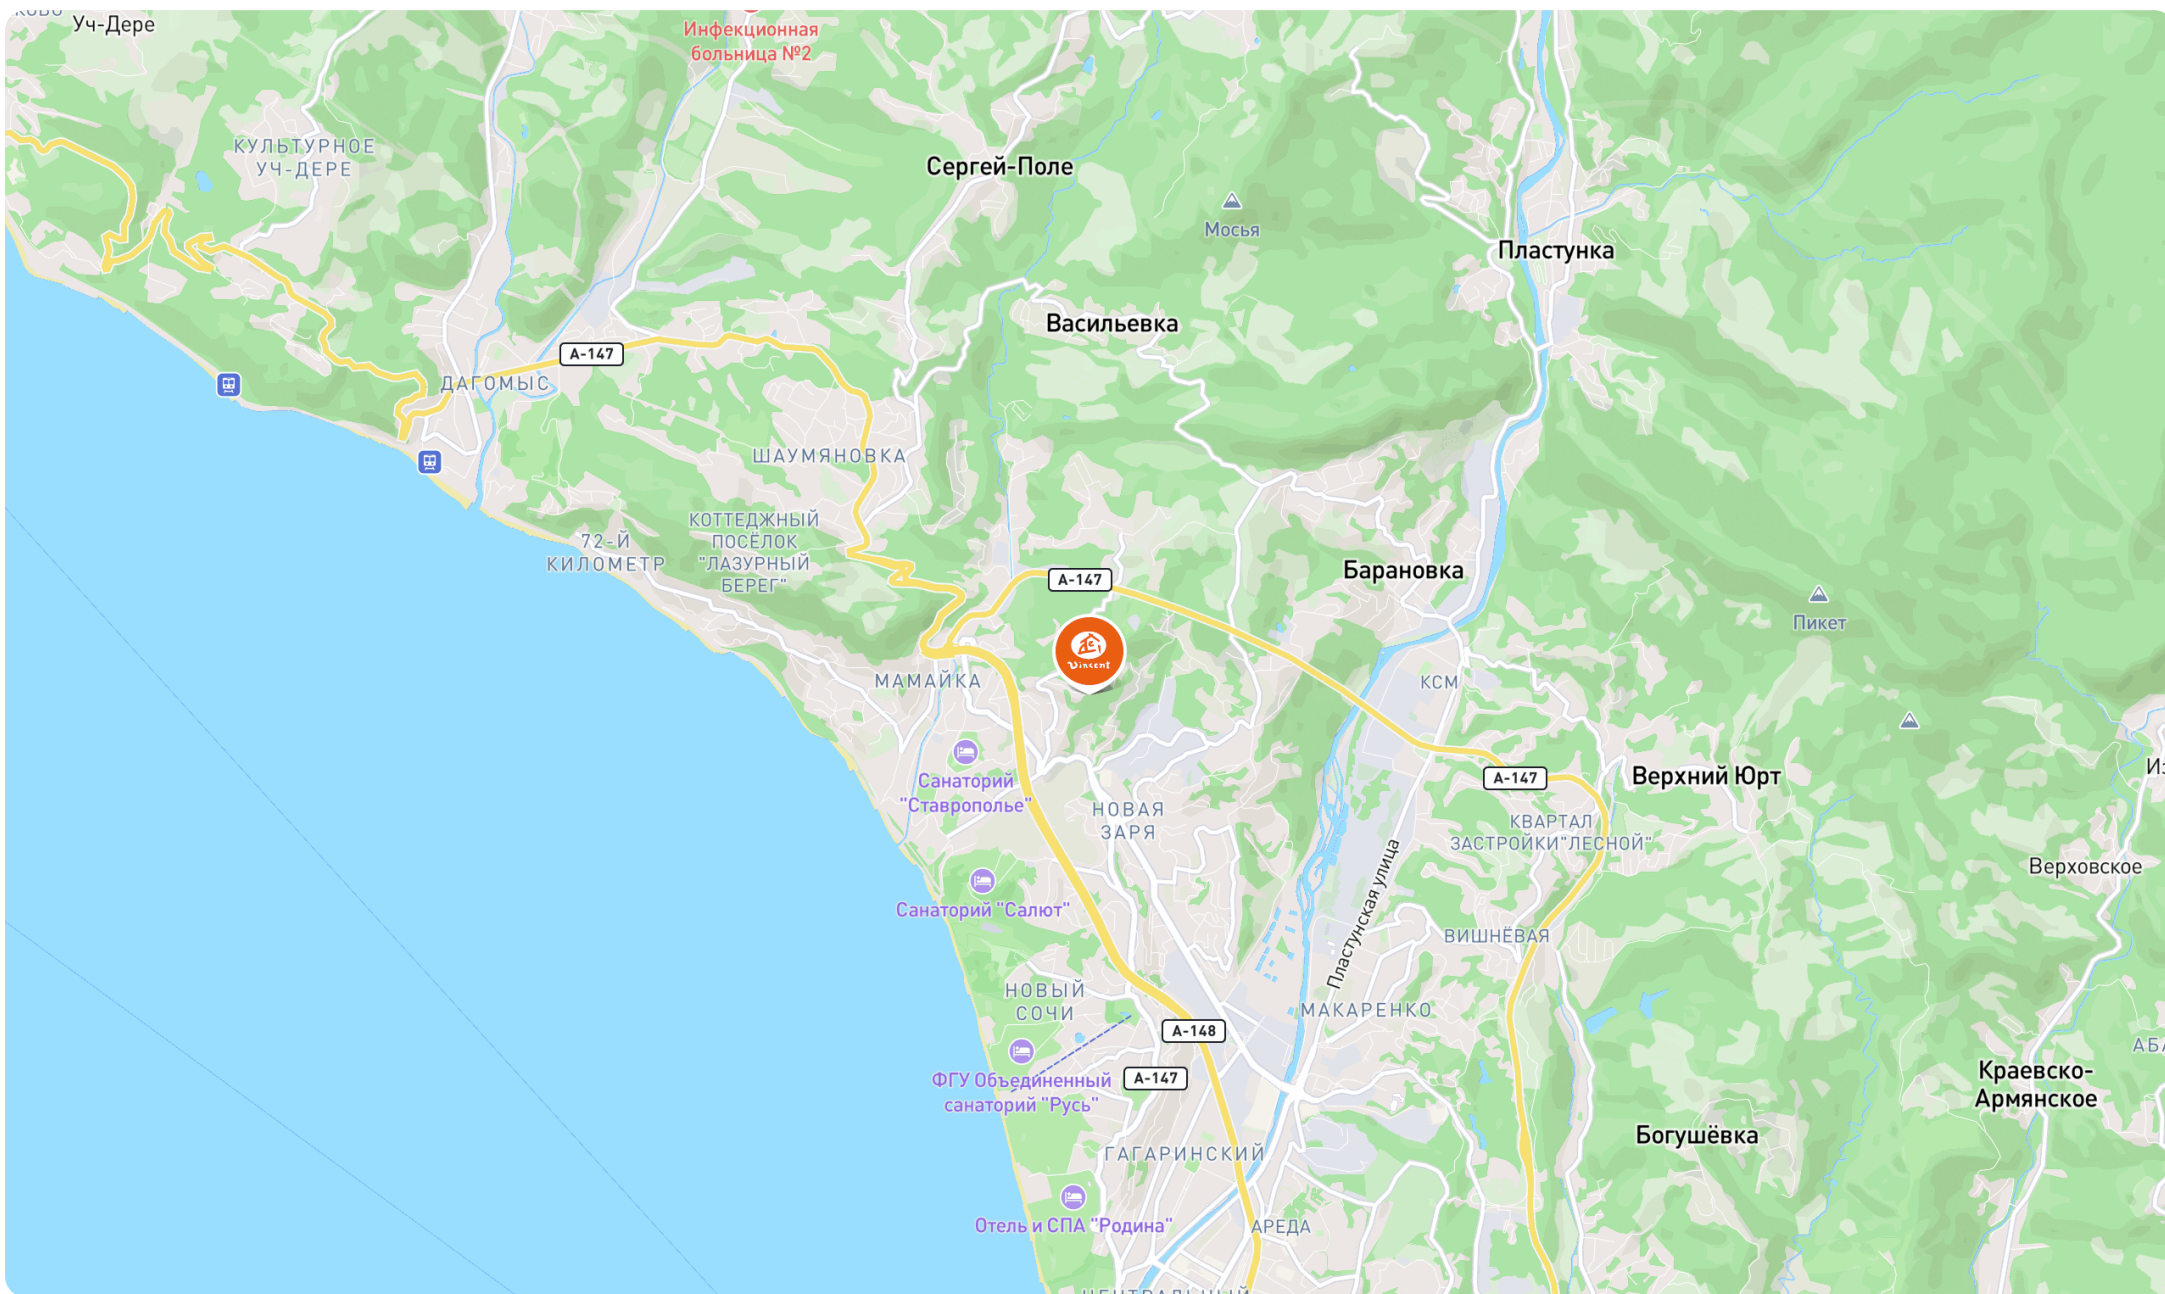 Уч-Дере
Инфекционная
больница №2
КУЛЬТУРНОЕ
УЧ-ДЕРЕ
Сергей-Поле
Мосья
Пластунка
Васильевка
А-147
ДАГОМЫС
ШАУМЯНОВКА
КОТТЕДЖНЫЙ
ПОСЁЛОК
"ЛАЗУРНЫЙ
БЕРЕГ"
72-Й
КИЛОМЕТР
А-147
Барановка
Пикет
Vincent
МАМАЙКА
КСМ
Санаторий
"Ставрополье"
А-147
Верхний Юрт
НОВАЯ
ЗАРЯ
КВАРТАЛ
ЗАСТРОЙКИ"ЛЕСНОЙ"
Пластунская улица
Верховское
Санаторий "Салют"
ВИШНЁВАЯ
НОВЫЙ
СОЧИ
МАКАРЕНКО
А-148
ФГУ Объединенный
санаторий "Русь"
А-147
Краевско-
Армянское
Богушёвка
ГАГАРИНСКИЙ
Отель и СПА "Родина"
АРЕДА